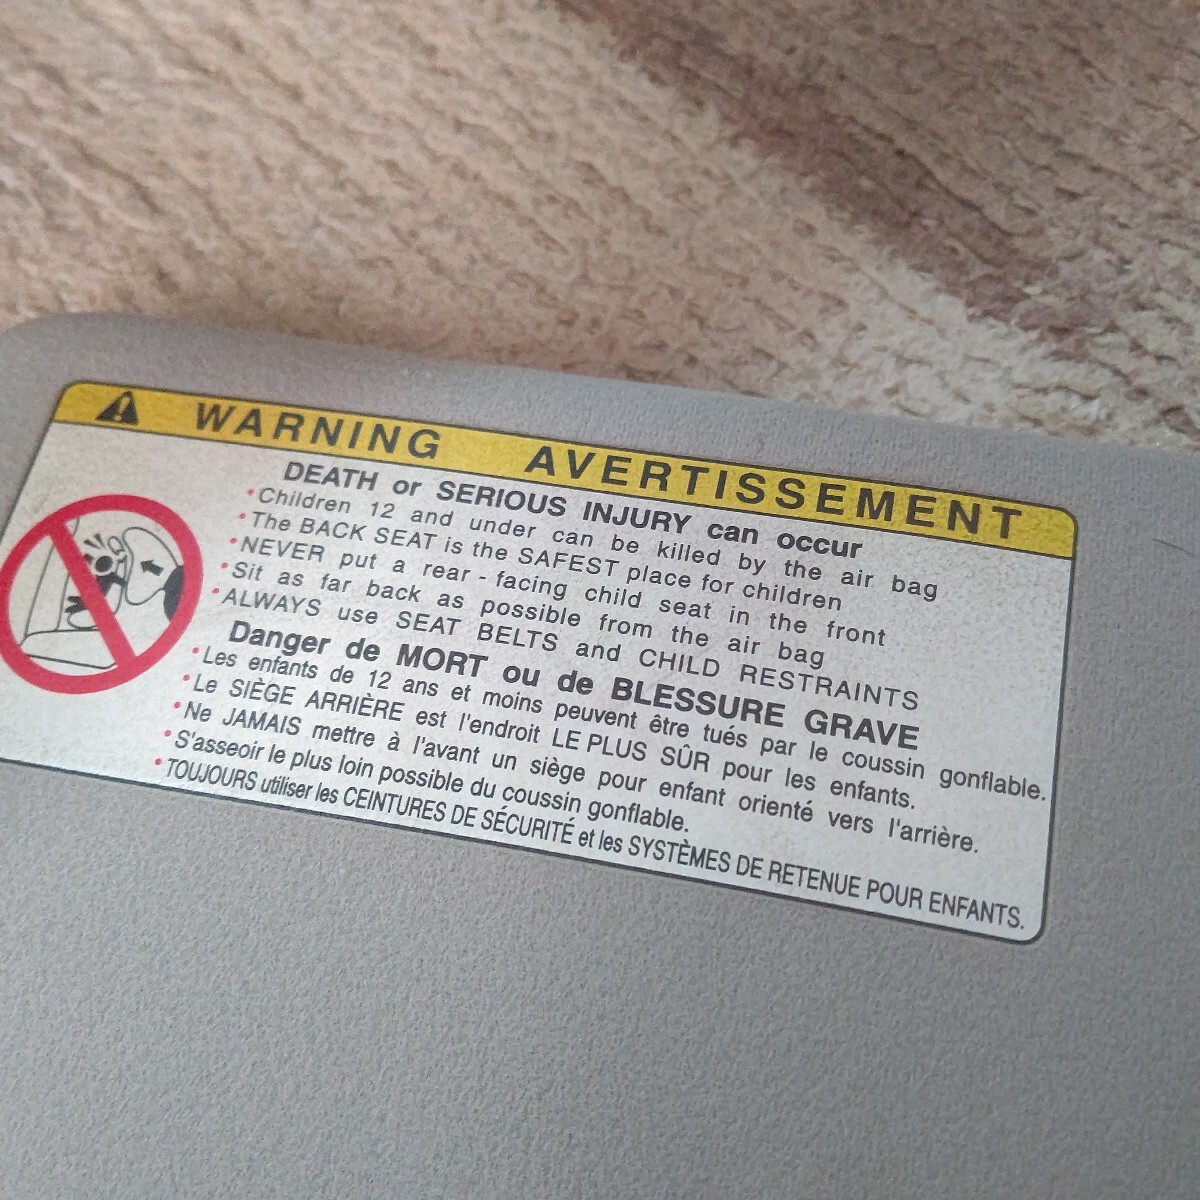 WARNING AVERTISSEMENT
DEATH or SERIOUS INJURY can occur
•Children 12 and under can be killed by the air bag
•The BACK SEAT is the SAFEST place for children
•NEVER put a rear - facing child seat in the front
•Sit as far back as possible from the air bag
•ALWAYS use SEAT BELTS and CHILD RESTRAINTS
Danger de MORT ou de BLESSURE GRAVE
•Les enfants de 12 ans et moins peuvent être tués par le coussin gonflable.
•Le SIÈGE ARRIÈRE est l'endroit LE PLUS SÛR pour les enfants.
•Ne JAMAIS mettre à l'avant un siège pour enfant orienté vers l'arrière.
•S'asseoir le plus loin possible du coussin gonflable.
•TOUJOURS utiliser les CEINTURES DE SÉCURITÉ et les SYSTÈMES DE RETENUE POUR ENFANTS.